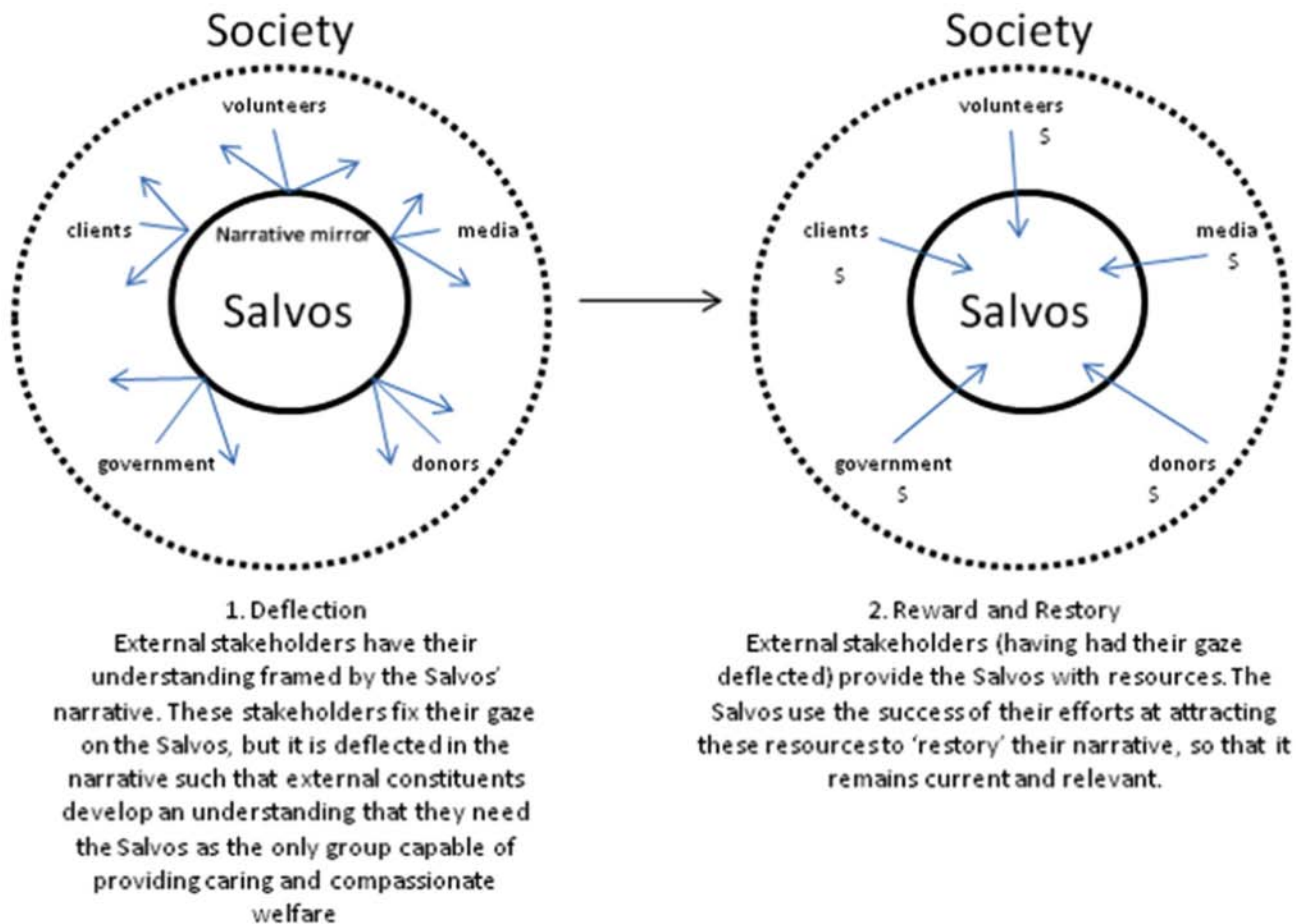 Society
volunteers
clients
Narrative mirror
media
Salvos
government
donors
1. Deflection
External stakeholders have their
understanding framed by the Salvos’
narrative. These stakeholders fix their gaze
on the Salvos, but it is deflected in the
narrative such that external constituents
develop an understanding that they need
the Salvos as the only group capable of
providing caring and compassionate
welfare
Society
volunteers
$
clients
$
media
$
Salvos
government
$
donors
$
2. Reward and Restory
External stakeholders (having had their gaze
deflected) provide the Salvos with resources. The
Salvos use the success of their efforts at attracting
these resources to ‘restory’ their narrative, so that it
remains current and relevant.